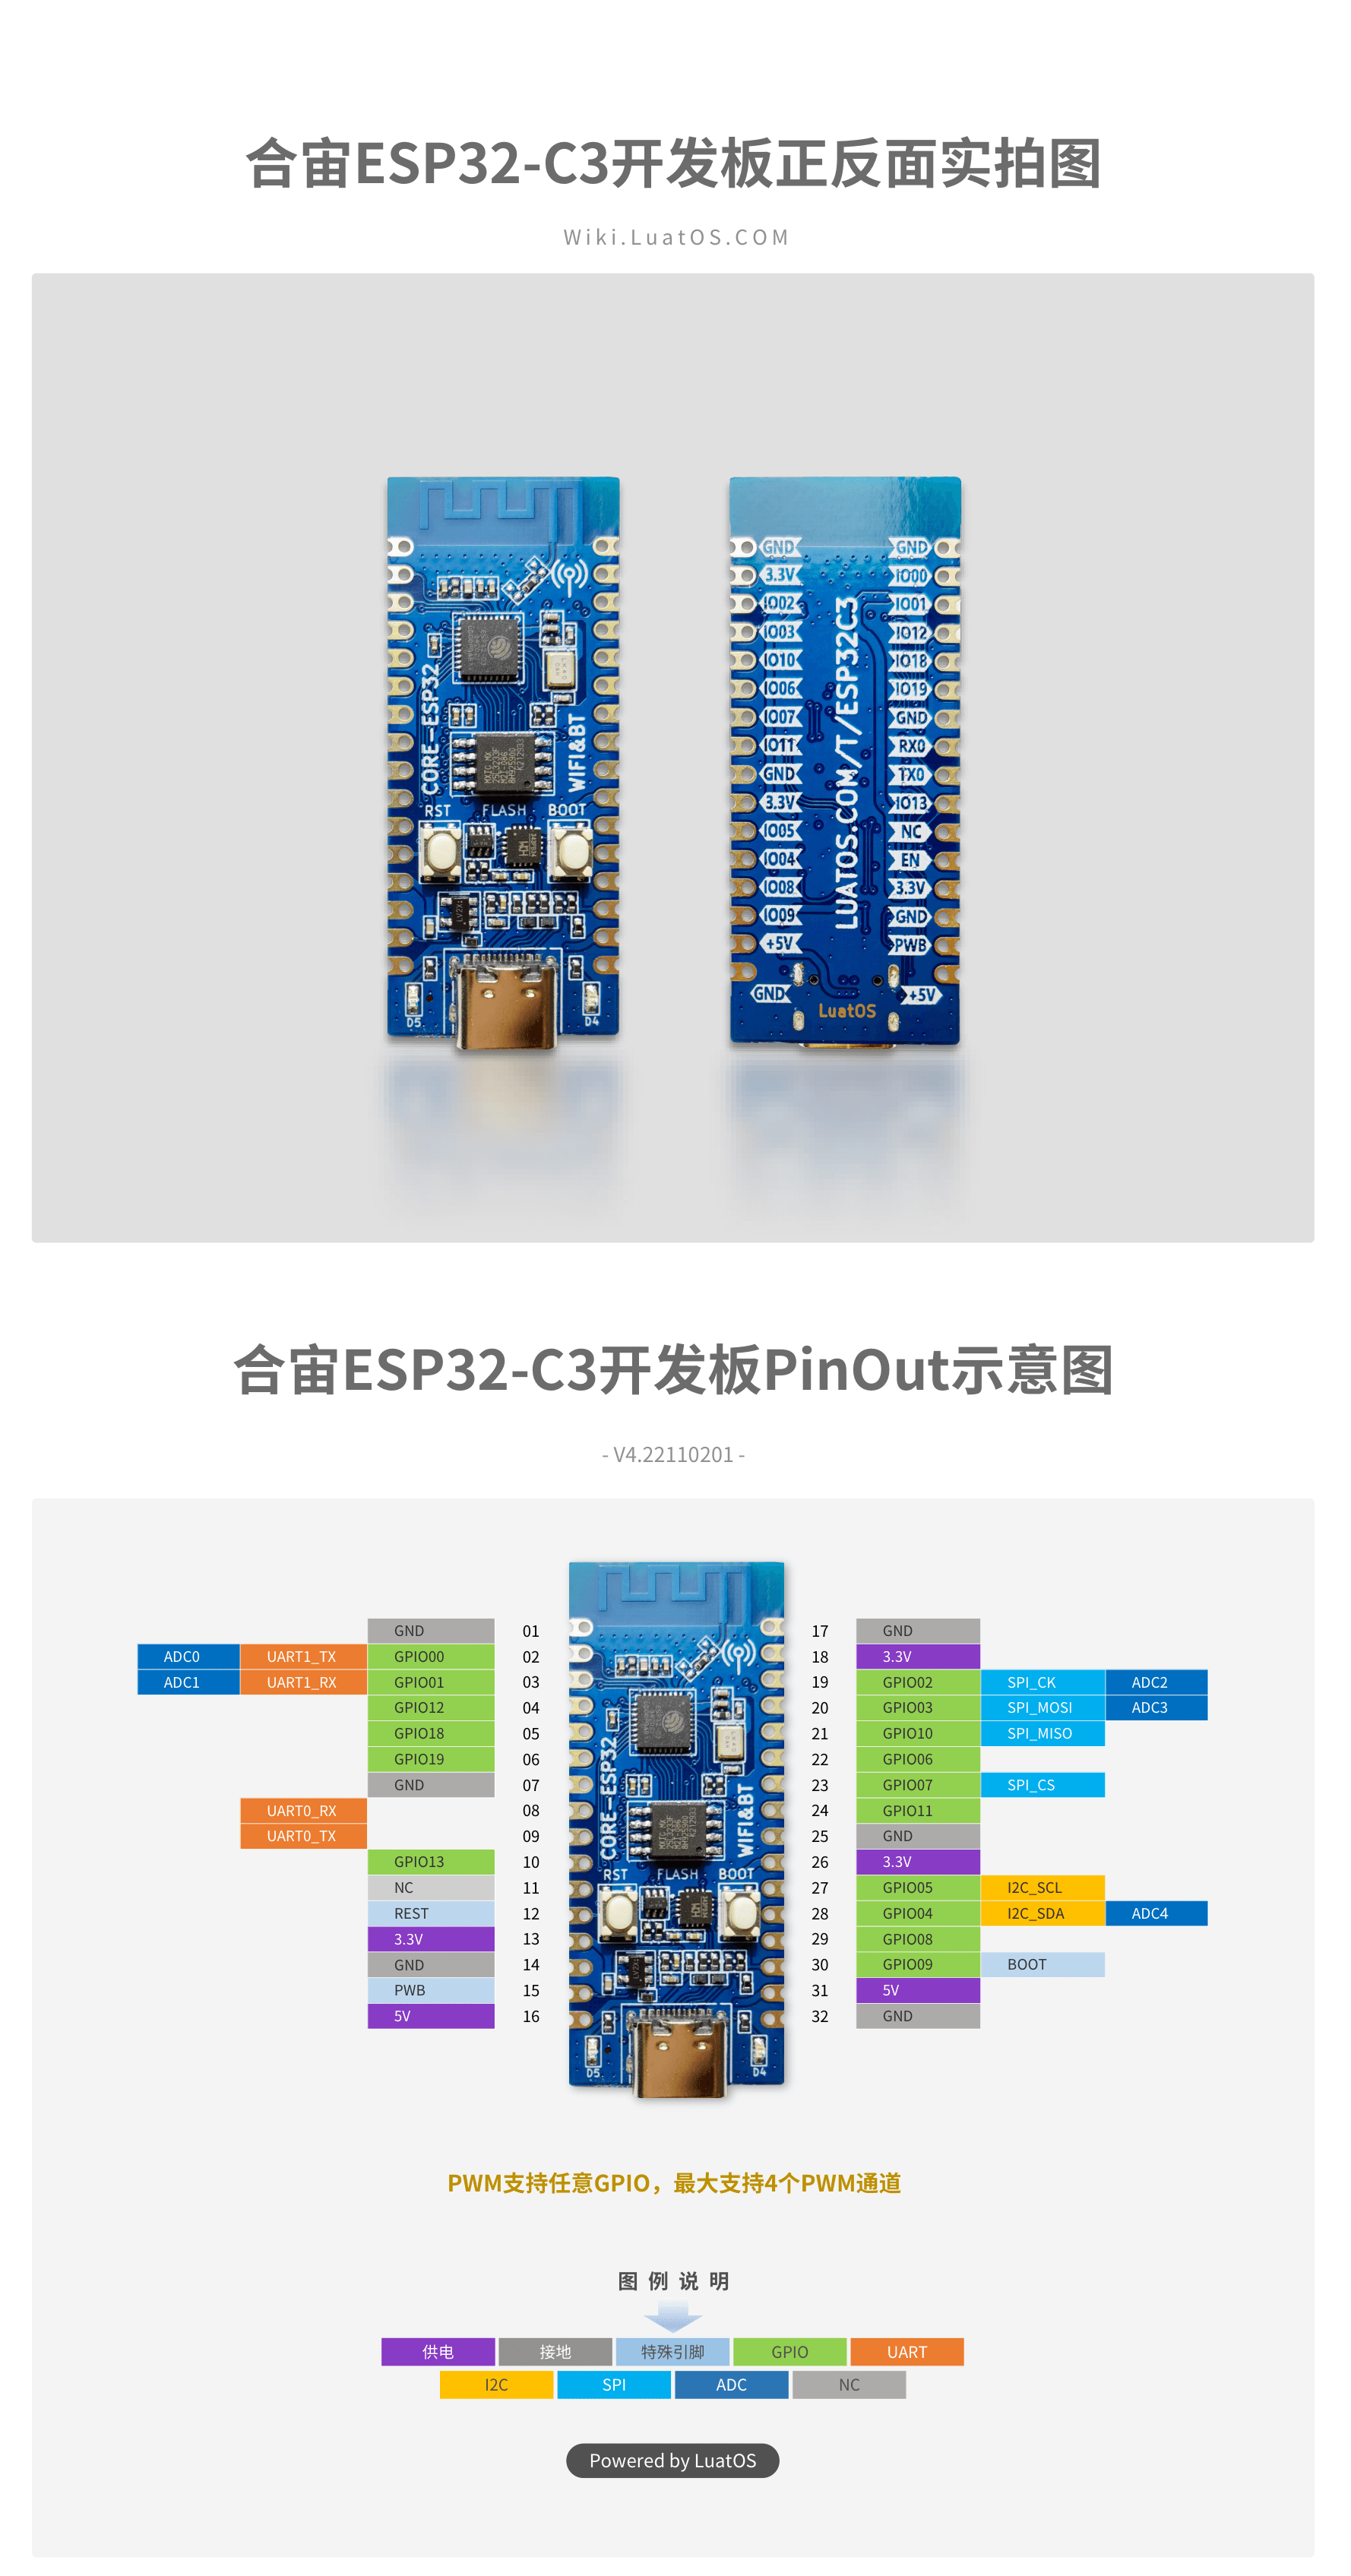 合宙ESP32-C3开发板正反面实拍图
Wiki.LuatOS.COM
CORE-ESP32
WIFI&BT
RST FLASH BOOT
D5 D4
GND GND
3.3V IO00
IO02 IO01
IO03 IO12
IO10 IO18
IO06 IO19
IO07 GND
IO11 RX0
GND TX0
3.3V IO13
IO05 NC
IO04 EN
IO08 3.3V
IO09 GND
+5V PWB
GND +5V
LUATOS.COM/T/ESP32C3
LuatOS
合宙ESP32-C3开发板PinOut示意图
- V4.22110201 -
GND 01 17 GND
ADC0 UART1_TX GPIO00 02 18 3.3V
ADC1 UART1_RX GPIO01 03 19 GPIO02 SPI_CK ADC2
GPIO12 04 20 GPIO03 SPI_MOSI ADC3
GPIO18 05 21 GPIO10 SPI_MISO
GPIO19 06 22 GPIO06
GND 07 23 GPIO07 SPI_CS
UART0_RX 08 24 GPIO11
UART0_TX 09 25 GND
GPIO13 10 26 3.3V
NC 11 27 GPIO05 I2C_SCL
REST 12 28 GPIO04 I2C_SDA ADC4
3.3V 13 29 GPIO08
GND 14 30 GPIO09 BOOT
PWB 15 31 5V
5V 16 32 GND
CORE-ESP32
WIFI&BT
RST FLASH BOOT
D5 D4
PWM支持任意GPIO，最大支持4个PWM通道
图例说明
供电 接地 特殊引脚 GPIO UART
I2C SPI ADC NC
Powered by LuatOS